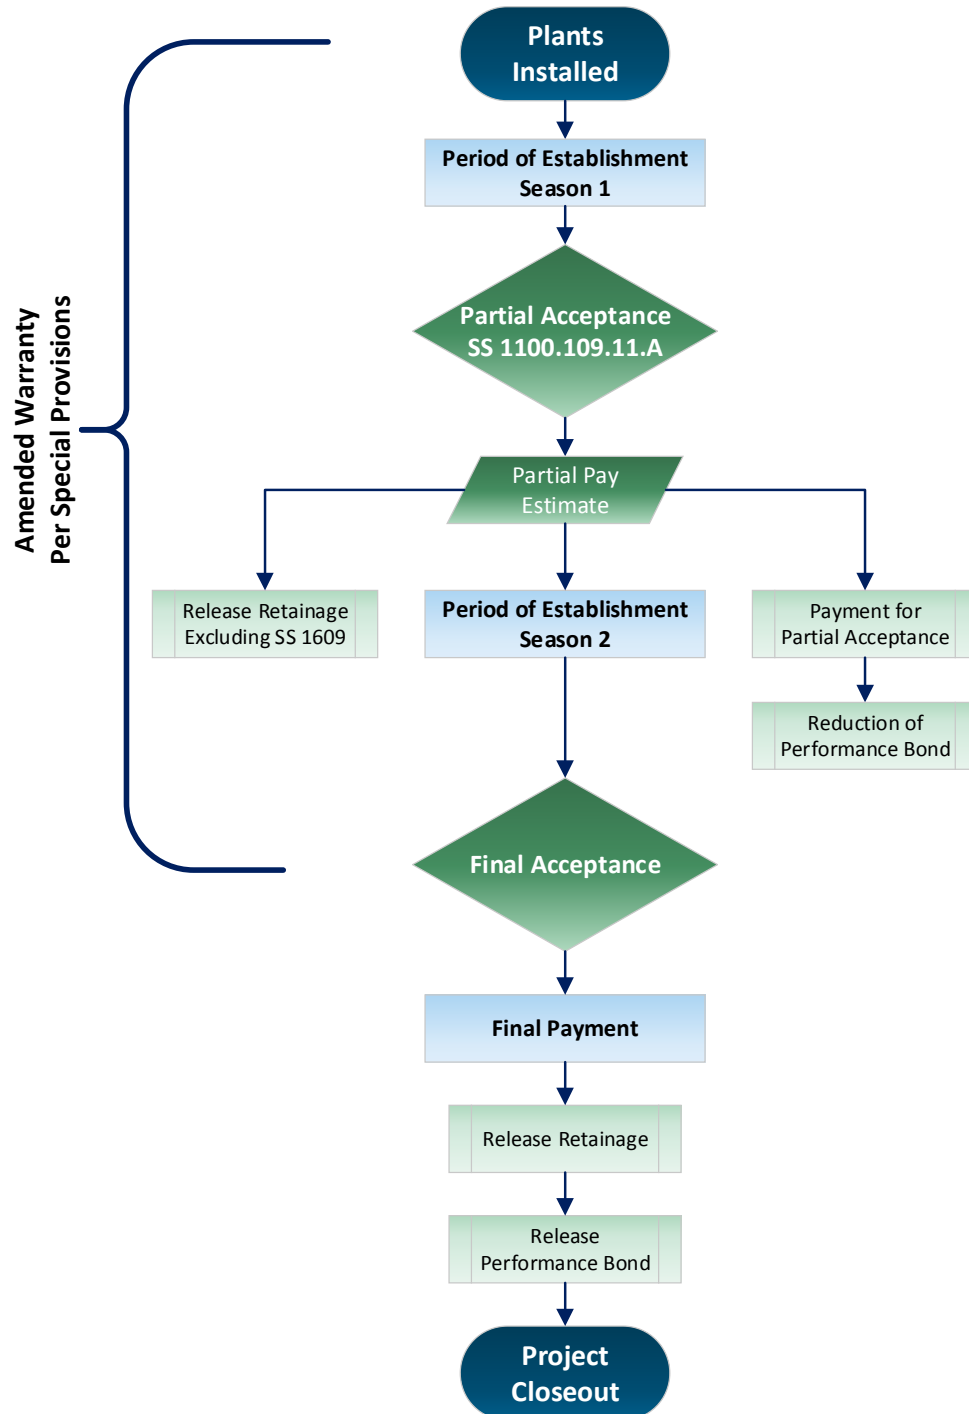 Plants
Installed
Period of Establishment
Season 1
Partial Acceptance
SS 1100.109.11.A
Amended Warranty
Per Special Provisions
Partial Pay
Estimate
Release Retainage
Excluding SS 1609
Period of Establishment
Season 2
Payment for
Partial Acceptance
Reduction of
Performance Bond
Final Acceptance
Final Payment
Release Retainage
Release
Performance Bond
Project
Closeout